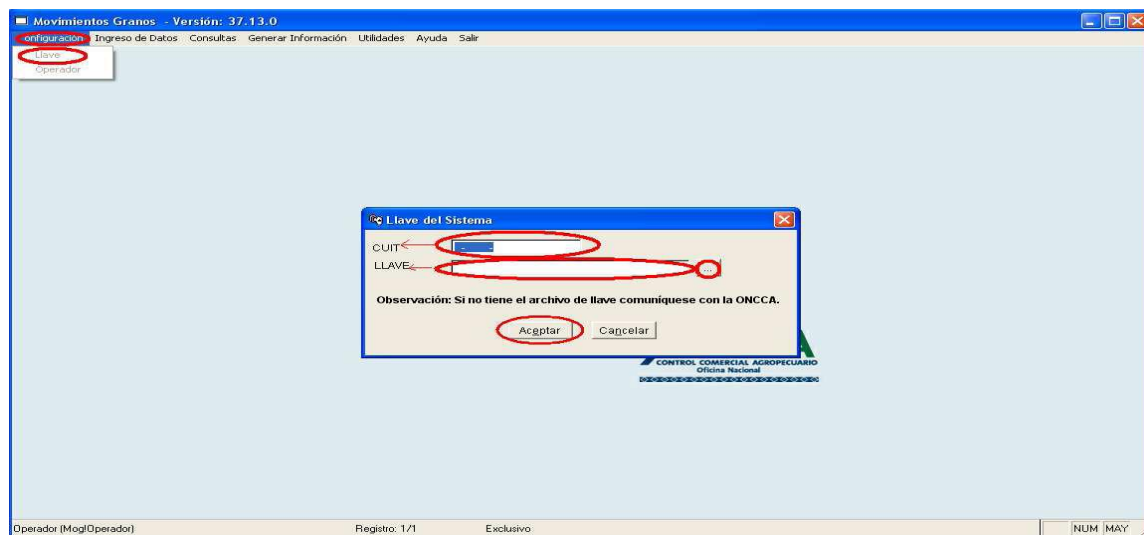 Movimientos Granos - Versión: 37.13.0
Configuración Ingreso de Datos Consultas Generar Información Utilidades Ayuda Salir
Llave
Operador
Llave del Sistema
CUIT - -
LLAVE ...
Observación: Si no tiene el archivo de llave comuníquese con la ONCCA.
Aceptar Cancelar
A
CONTROL COMERCIAL AGROPECUARIO
Oficina Nacional
Operador (Mog!Operador) Registro: 1/1 Exclusivo NUM MAY